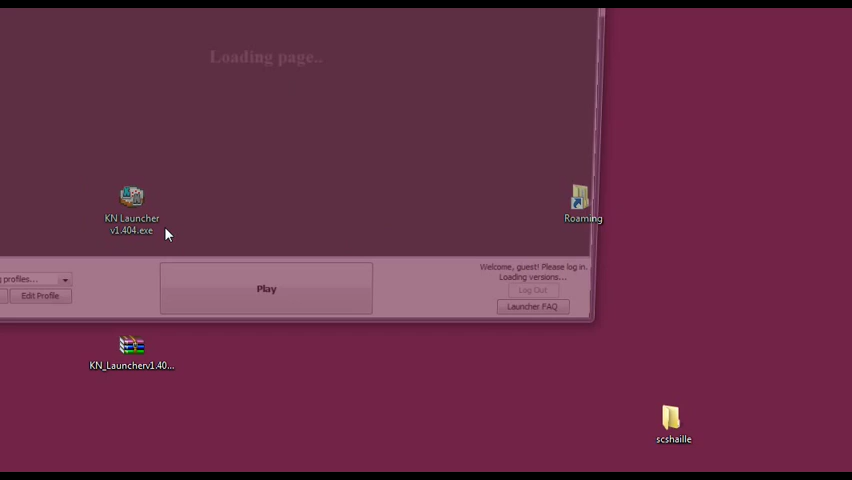 Loading page..
KN Launcher
v1.404.exe
Roaming
g profiles...
Edit Profile
Play
Welcome, guest! Please log in.
Loading versions...
Log Out
Launcher FAQ
KN_Launcherv1.40...
scshaille